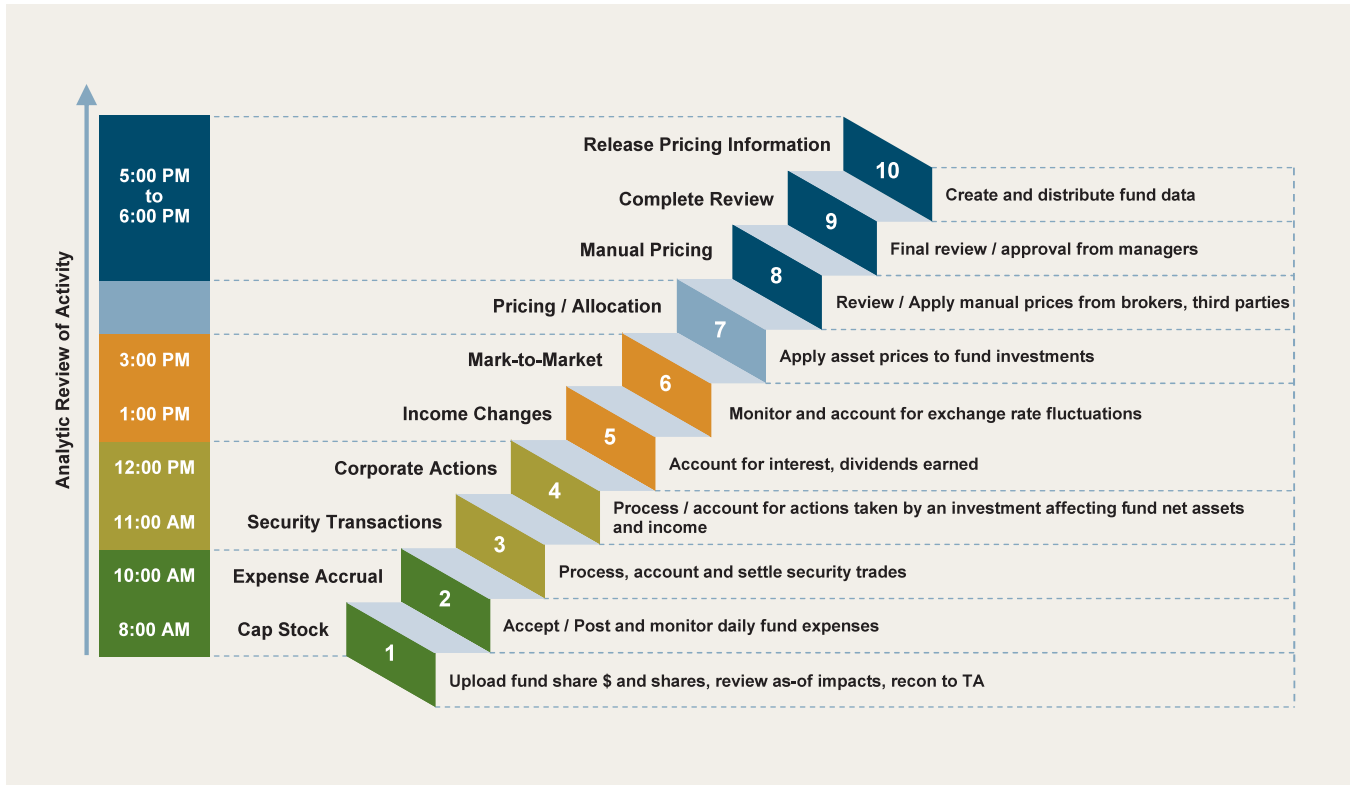 Analytic Review of Activity
5:00 PM
to
6:00 PM
3:00 PM
1:00 PM
12:00 PM
11:00 AM
10:00 AM
8:00 AM
Release Pricing Information
10
Create and distribute fund data
Complete Review
9
Final review / approval from managers
Manual Pricing
8
Review / Apply manual prices from brokers, third parties
Pricing / Allocation
7
Apply asset prices to fund investments
Mark-to-Market
6
Monitor and account for exchange rate fluctuations
Income Changes
5
Account for interest, dividends earned
Corporate Actions
4
Process / account for actions taken by an investment affecting fund net assets
and income
Security Transactions
3
Process, account and settle security trades
Expense Accrual
2
Accept / Post and monitor daily fund expenses
Cap Stock
1
Upload fund share $ and shares, review as-of impacts, recon to TA